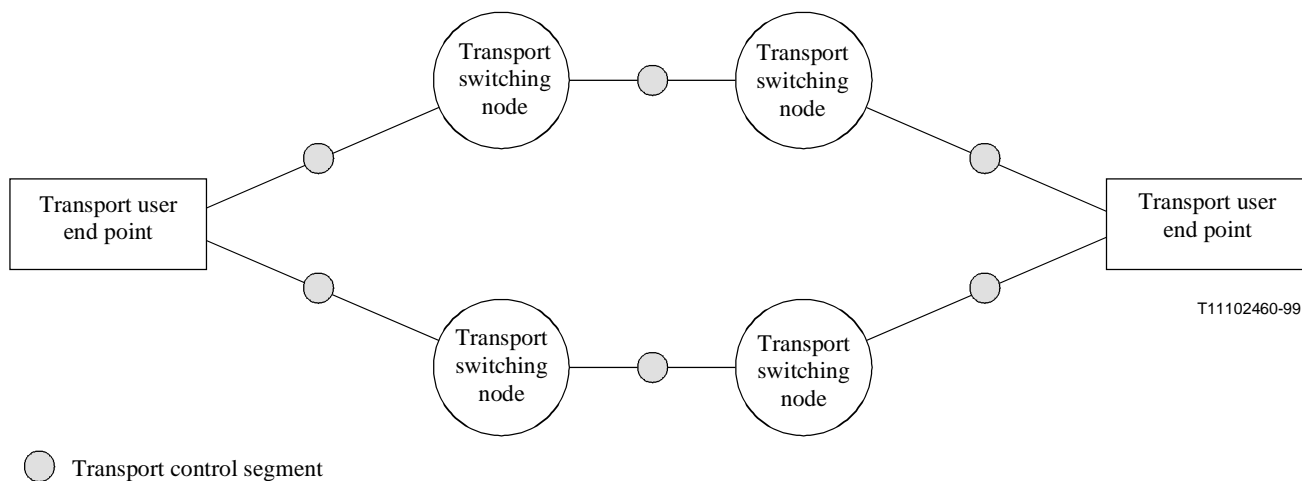 Transport
switching
node
Transport
switching
node
Transport user
end point
Transport user
end point
T11102460-99
Transport
switching
node
Transport
switching
node
Transport control segment